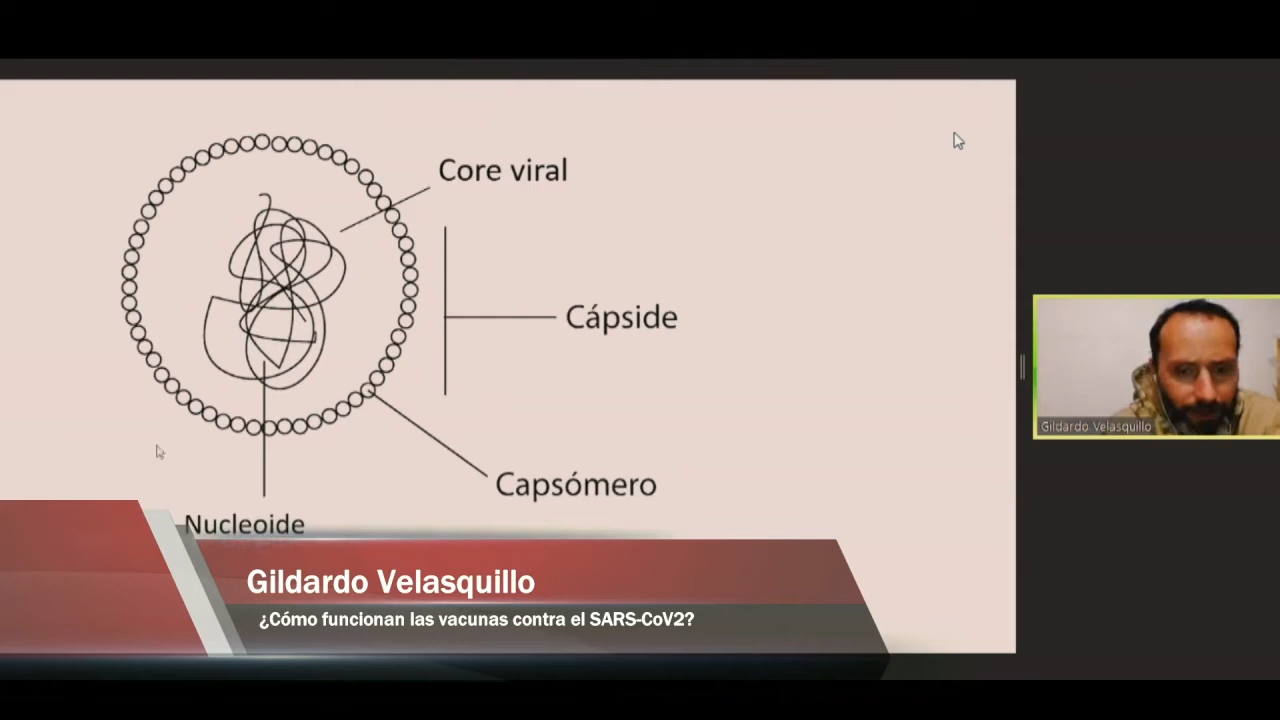 Core viral
Cápside
Capsómero
Nucleoide
Gildardo Velasquillo
Gildardo Velasquillo
¿Cómo funcionan las vacunas contra el SARS-CoV2?